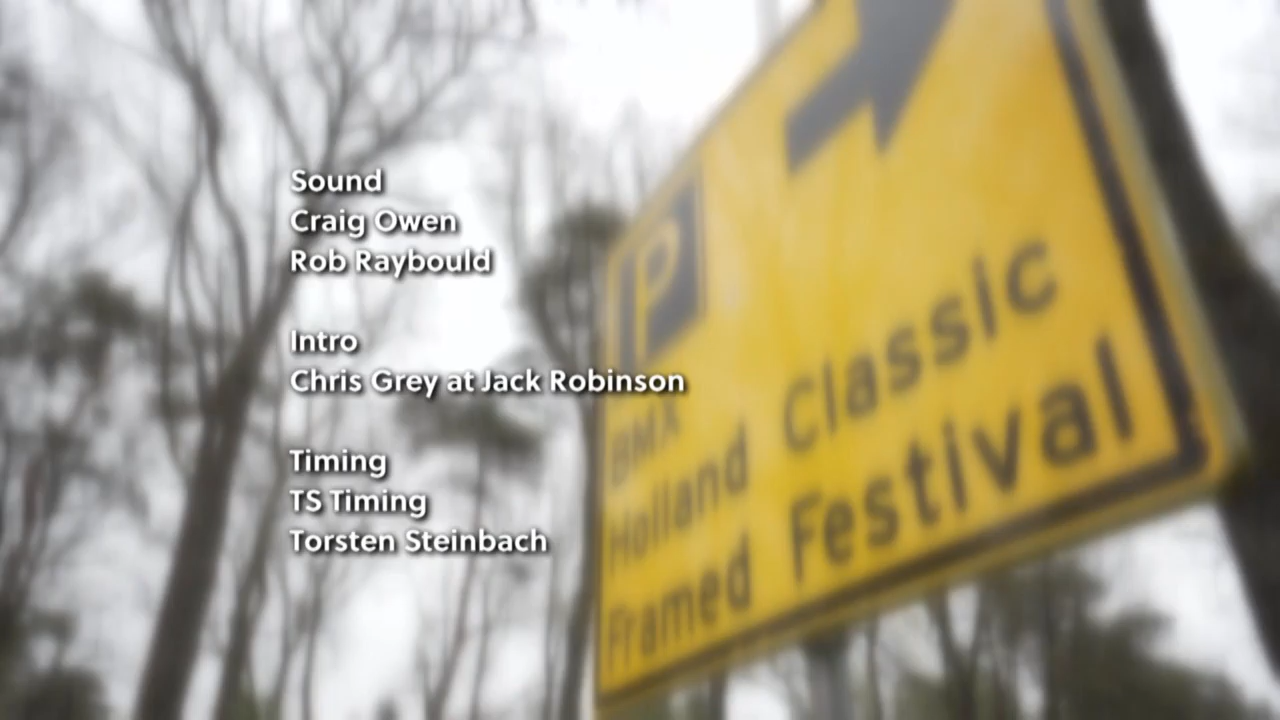 Sound
Craig Owen
Rob Raybould
Intro
Chris Grey at Jack Robinson
Timing
TS Timing
Torsten Steinbach
P
BMX
Holland Classic
Framed Festival